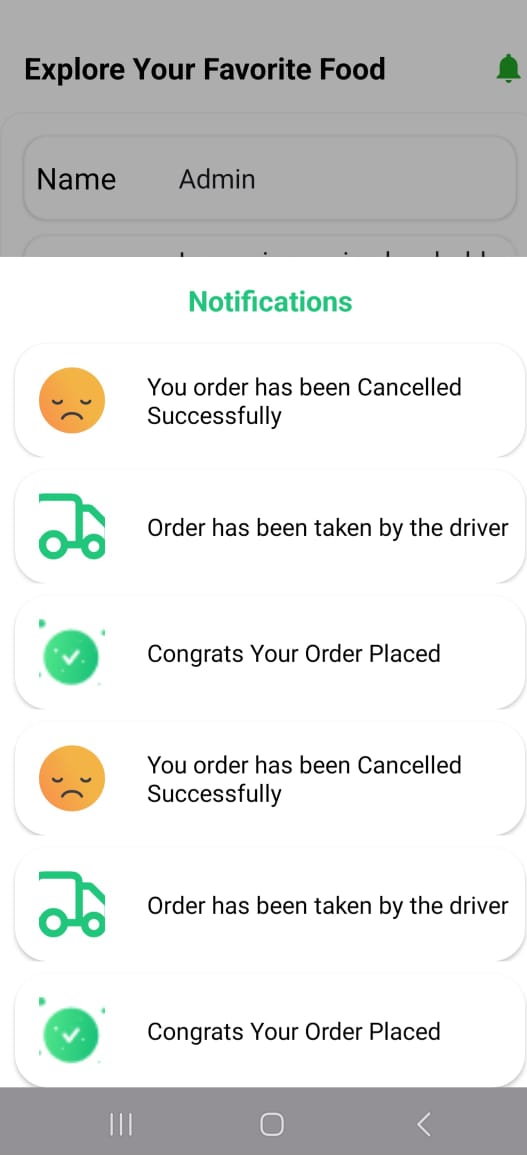 Explore Your Favorite Food
Name Admin
Notifications
You order has been Cancelled
Successfully
Order has been taken by the driver
Congrats Your Order Placed
You order has been Cancelled
Successfully
Order has been taken by the driver
Congrats Your Order Placed